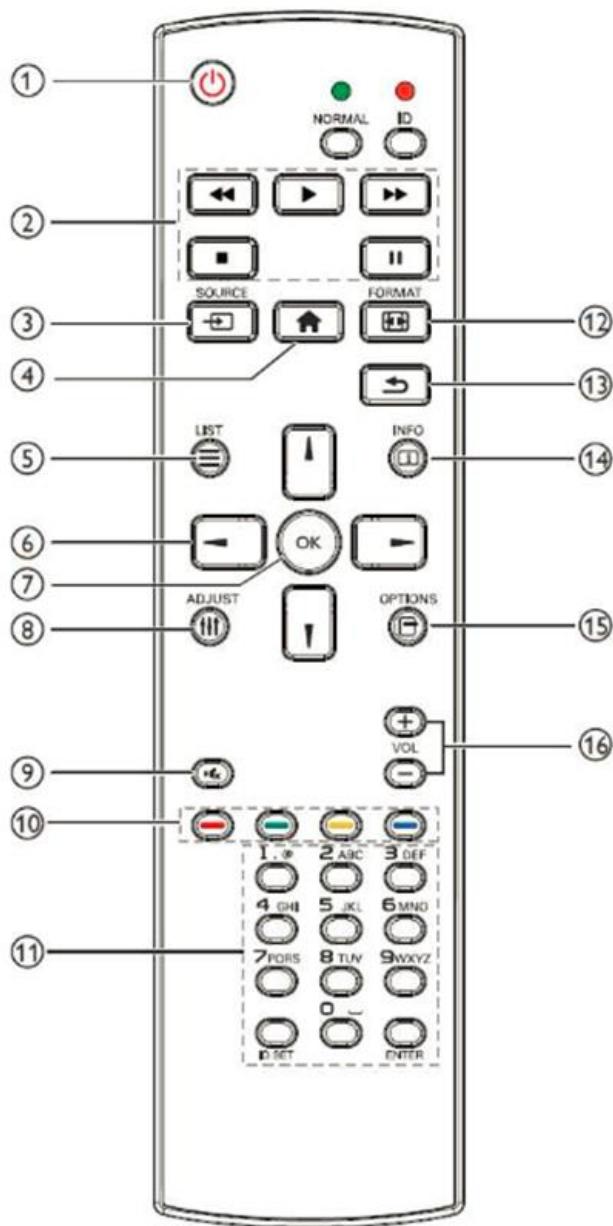 ①
NORMAL ID
②
SOURCE FORMAT
③ ⑫
④
⑬
LIST INFO
⑤ ⑭
⑥
OK
⑦
ADJUST OPTIONS
⑧ ⑮
+
VOL ⑯
⑨ −
⑩
1 . @ 2 ABC 3 DEF
4 GHI 5 JKL 6 MNO
⑪
7 PQRS 8 TUV 9 WXYZ
0 ⎵
ID SET ENTER